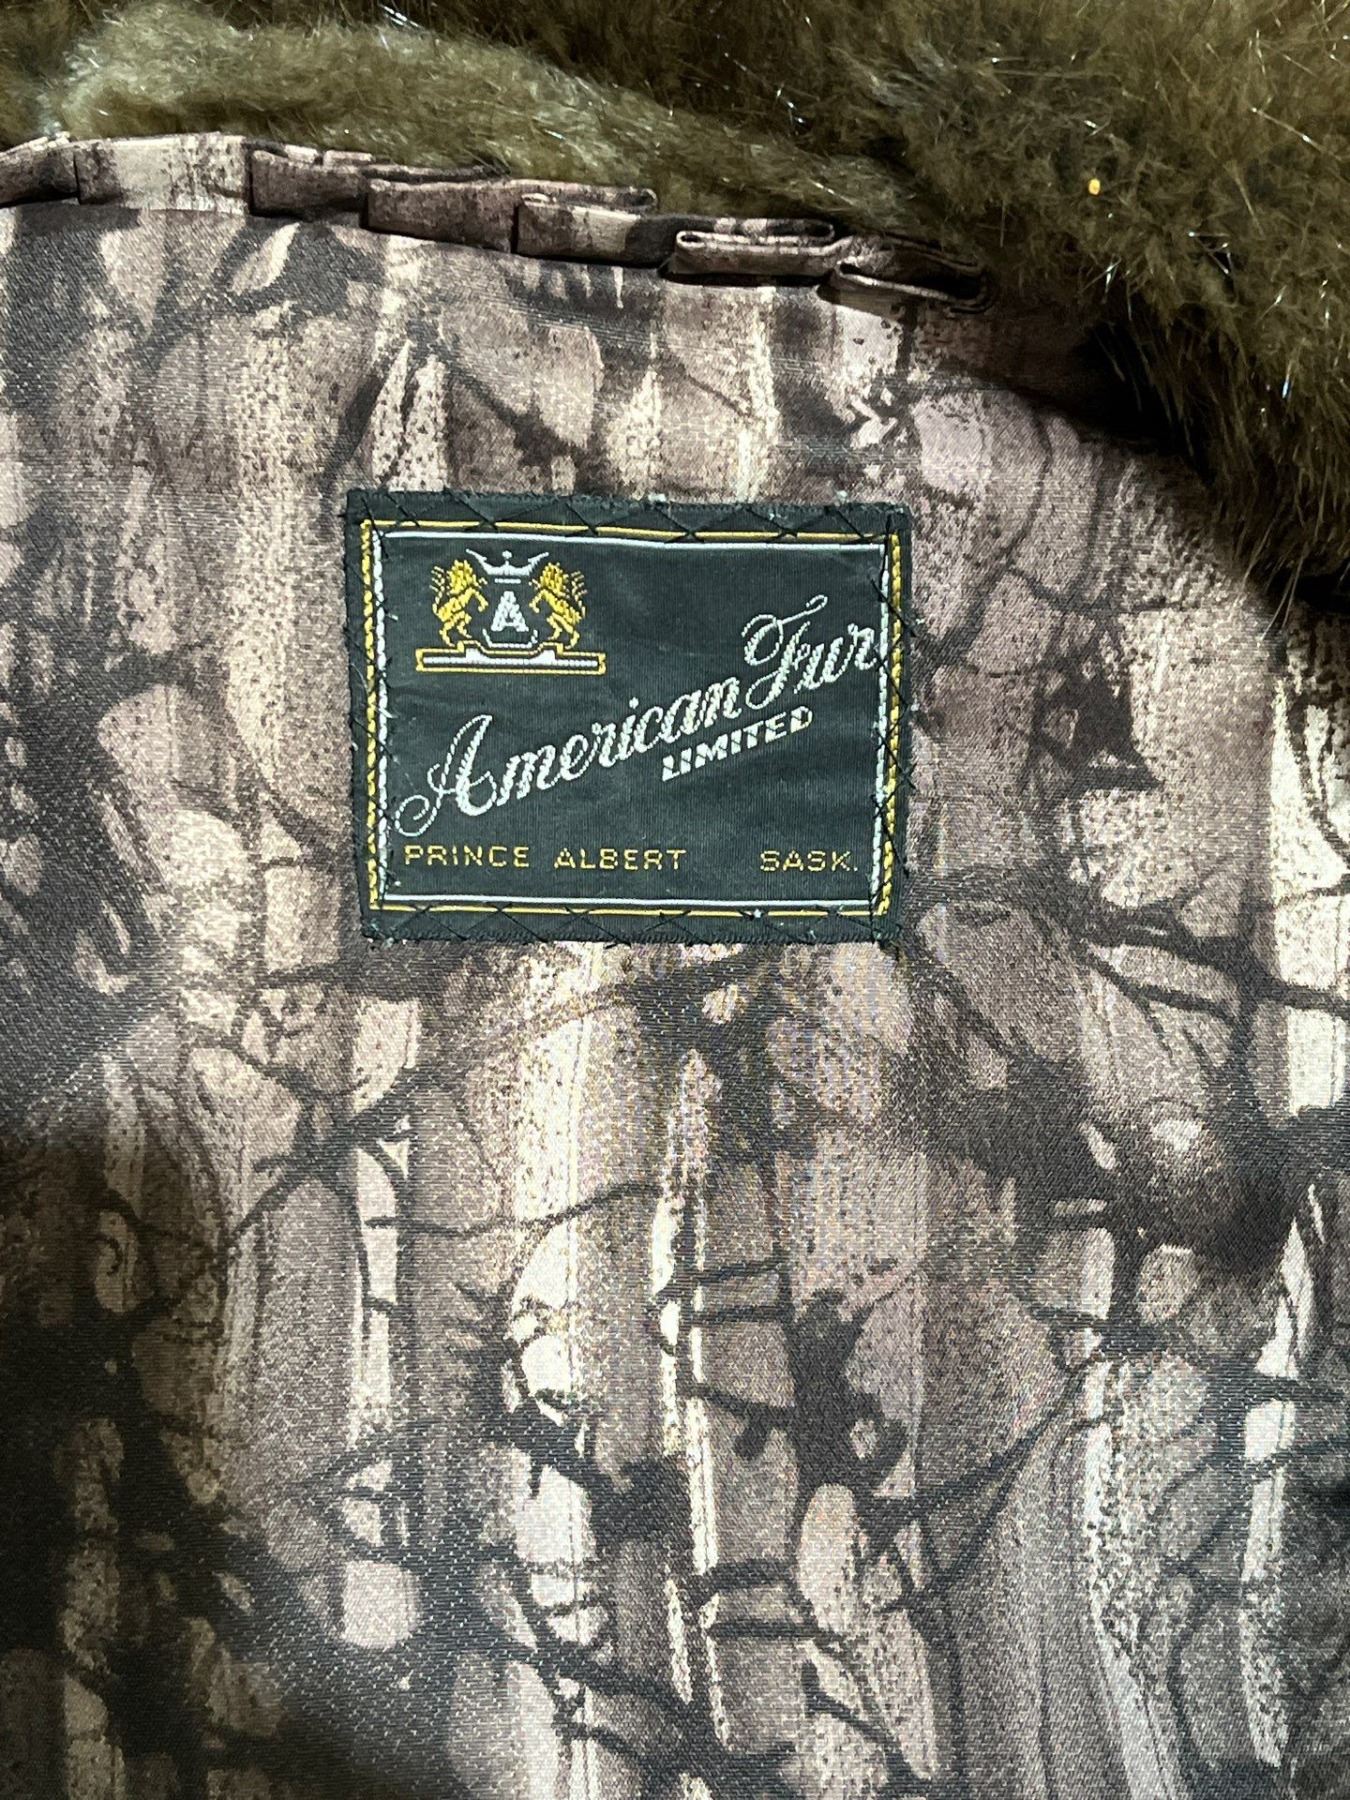 A
American Fur
LIMITED
PRINCE ALBERT SASK.